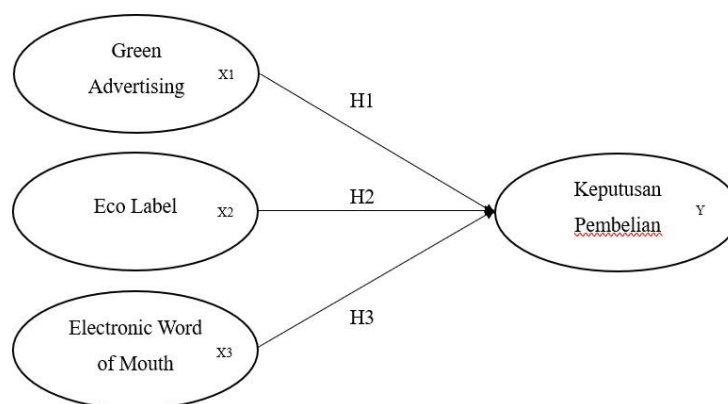 Green
Advertising
X1
H1
Eco Label
X2
H2
Keputusan
Pembelian
Y
Electronic Word
of Mouth
X3
H3